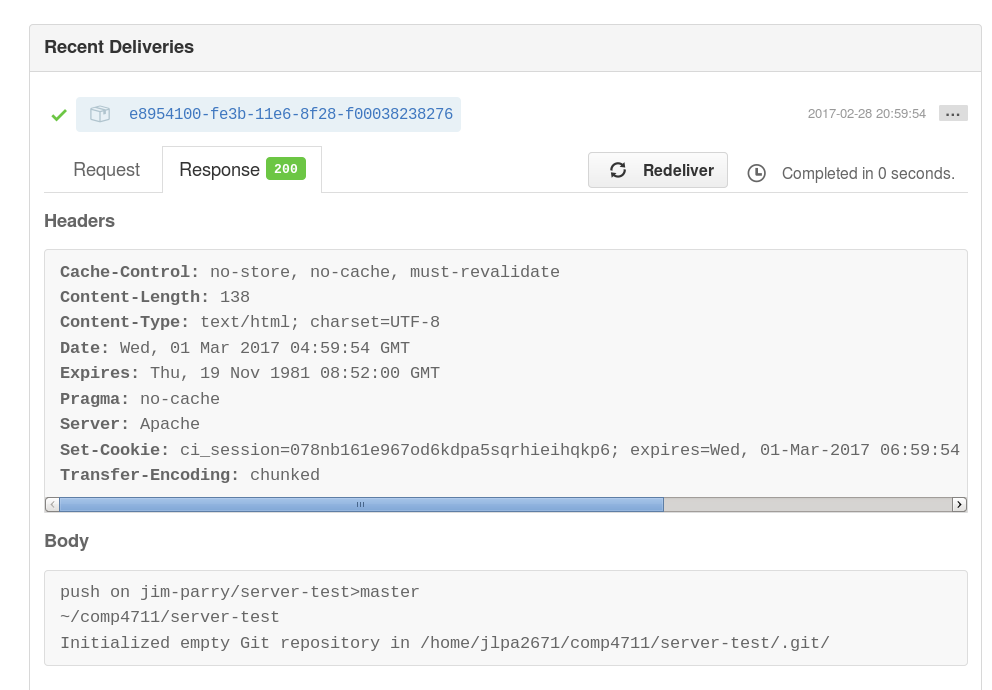 Recent Deliveries
e8954100-fe3b-11e6-8f28-f00038238276
2017-02-28 20:59:54 ...
Request Response 200 Redeliver Completed in 0 seconds.
Headers
Cache-Control: no-store, no-cache, must-revalidate
Content-Length: 138
Content-Type: text/html; charset=UTF-8
Date: Wed, 01 Mar 2017 04:59:54 GMT
Expires: Thu, 19 Nov 1981 08:52:00 GMT
Pragma: no-cache
Server: Apache
Set-Cookie: ci_session=078nb161e967od6kdpa5sqrhieihqkp6; expires=Wed, 01-Mar-2017 06:59:54
Transfer-Encoding: chunked
Body
push on jim-parry/server-test>master
~/comp4711/server-test
Initialized empty Git repository in /home/jlpa2671/comp4711/server-test/.git/